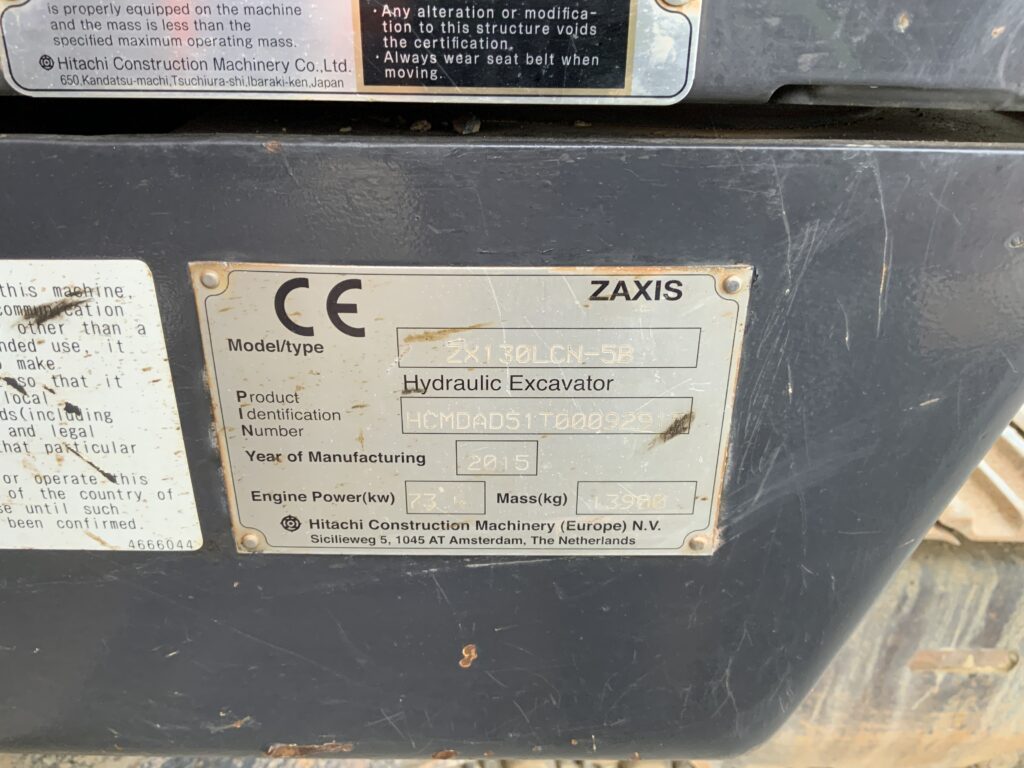 is properly equipped on the machine
and the mass is less than the
specified maximum operating mass.
Hitachi Construction Machinery Co.,Ltd.
650,Kandatsu-machi,Tsuchiura-shi,Ibaraki-ken,Japan
・Any alteration or modifica-
tion to this structure voids
the certification.
・Always wear seat belt when
moving.
this machine,
communication
other than a
nded use, it
make
so that it
local
ds(including
and legal
that particular
or operate this
of the country of
se until such
been confirmed.
4666044
CE
ZAXIS
Model/type
ZX130LCN-5B
Hydraulic Excavator
Product
Identification
Number
Year of Manufacturing
2015
Engine Power(kw)
Mass(kg)
13900
Hitachi Construction Machinery (Europe) N.V.
Sicilieweg 5, 1045 AT Amsterdam, The Netherlands